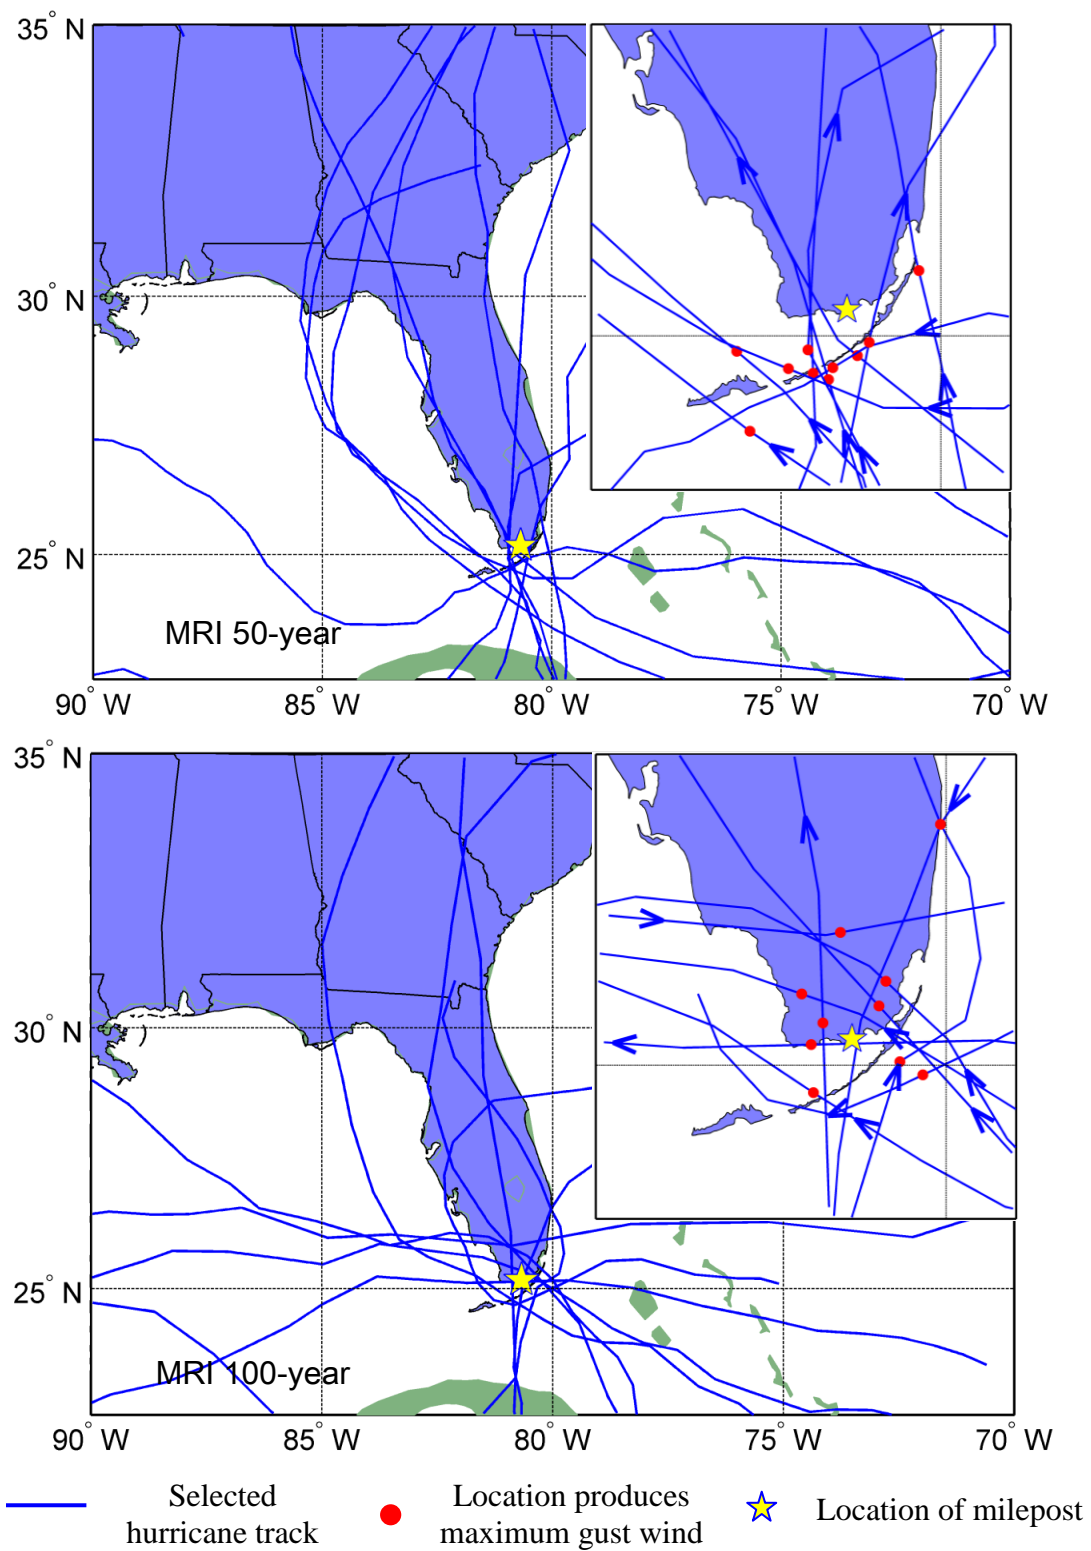 35° N
30° N
25° N
MRI 50-year
90° W 85° W 80° W 75° W 70° W
35° N
30° N
25° N
MRI 100-year
90° W 85° W 80° W 75° W 70° W
Selected
hurricane track
Location produces
maximum gust wind
Location of milepost